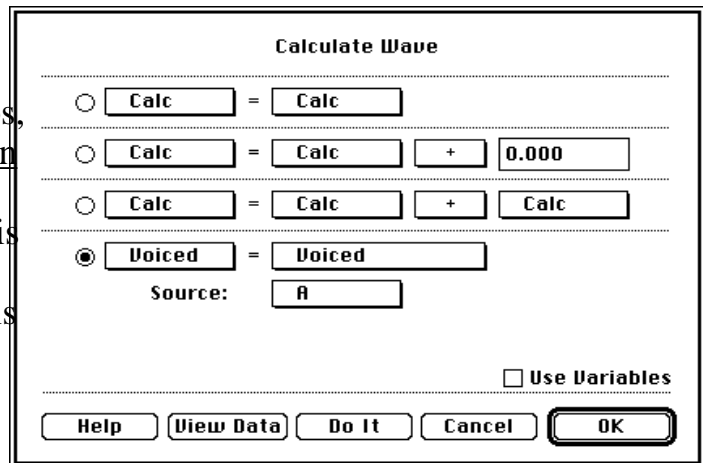 Calculate Wave
s,
Calc = Calc
n
Calc = Calc + 0.000
Calc = Calc + Calc
is
Voiced = Voiced
Source: A
s
Use Variables
Help View Data Do It Cancel OK